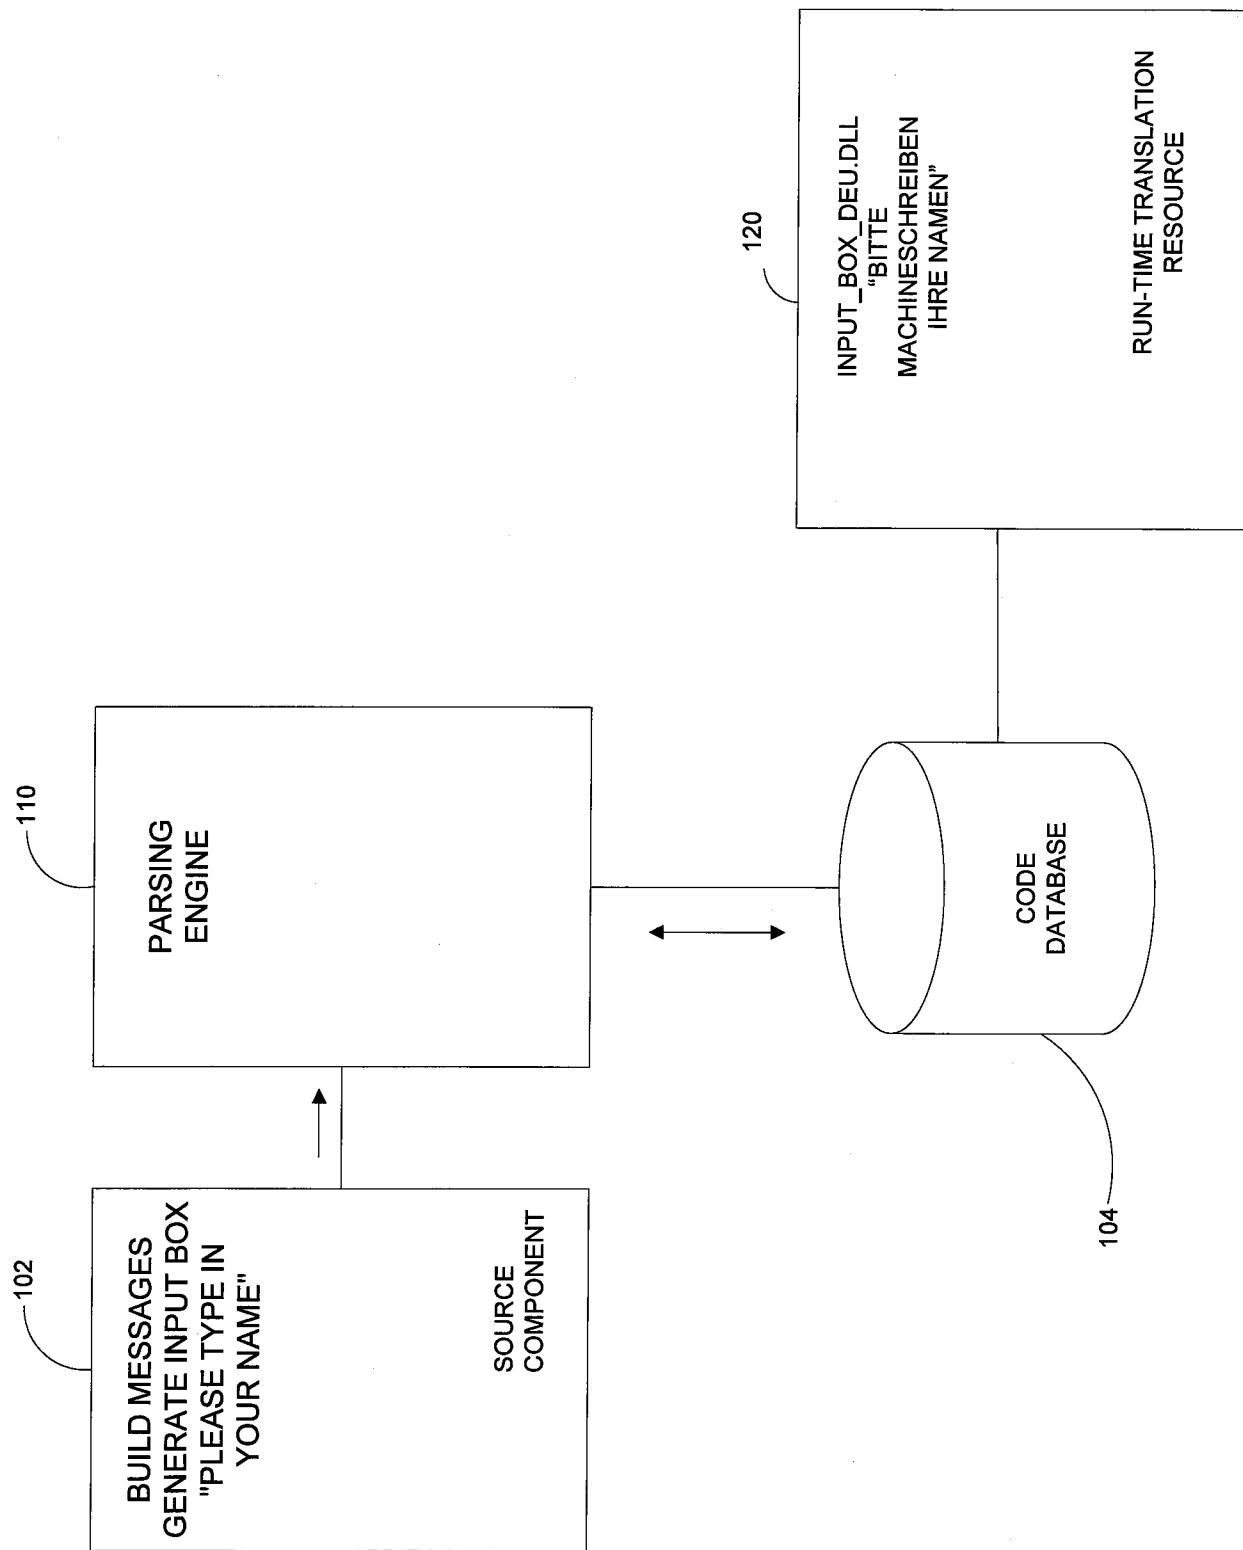 102
BUILD MESSAGES
GENERATE INPUT BOX
"PLEASE TYPE IN
YOUR NAME"
SOURCE
COMPONENT
110
PARSING
ENGINE
104
CODE
DATABASE
120
INPUT_BOX_DEU.DLL
“BITTE
MACHINESCHREIBEN
IHRE NAMEN”
RUN-TIME TRANSLATION
RESOURCE